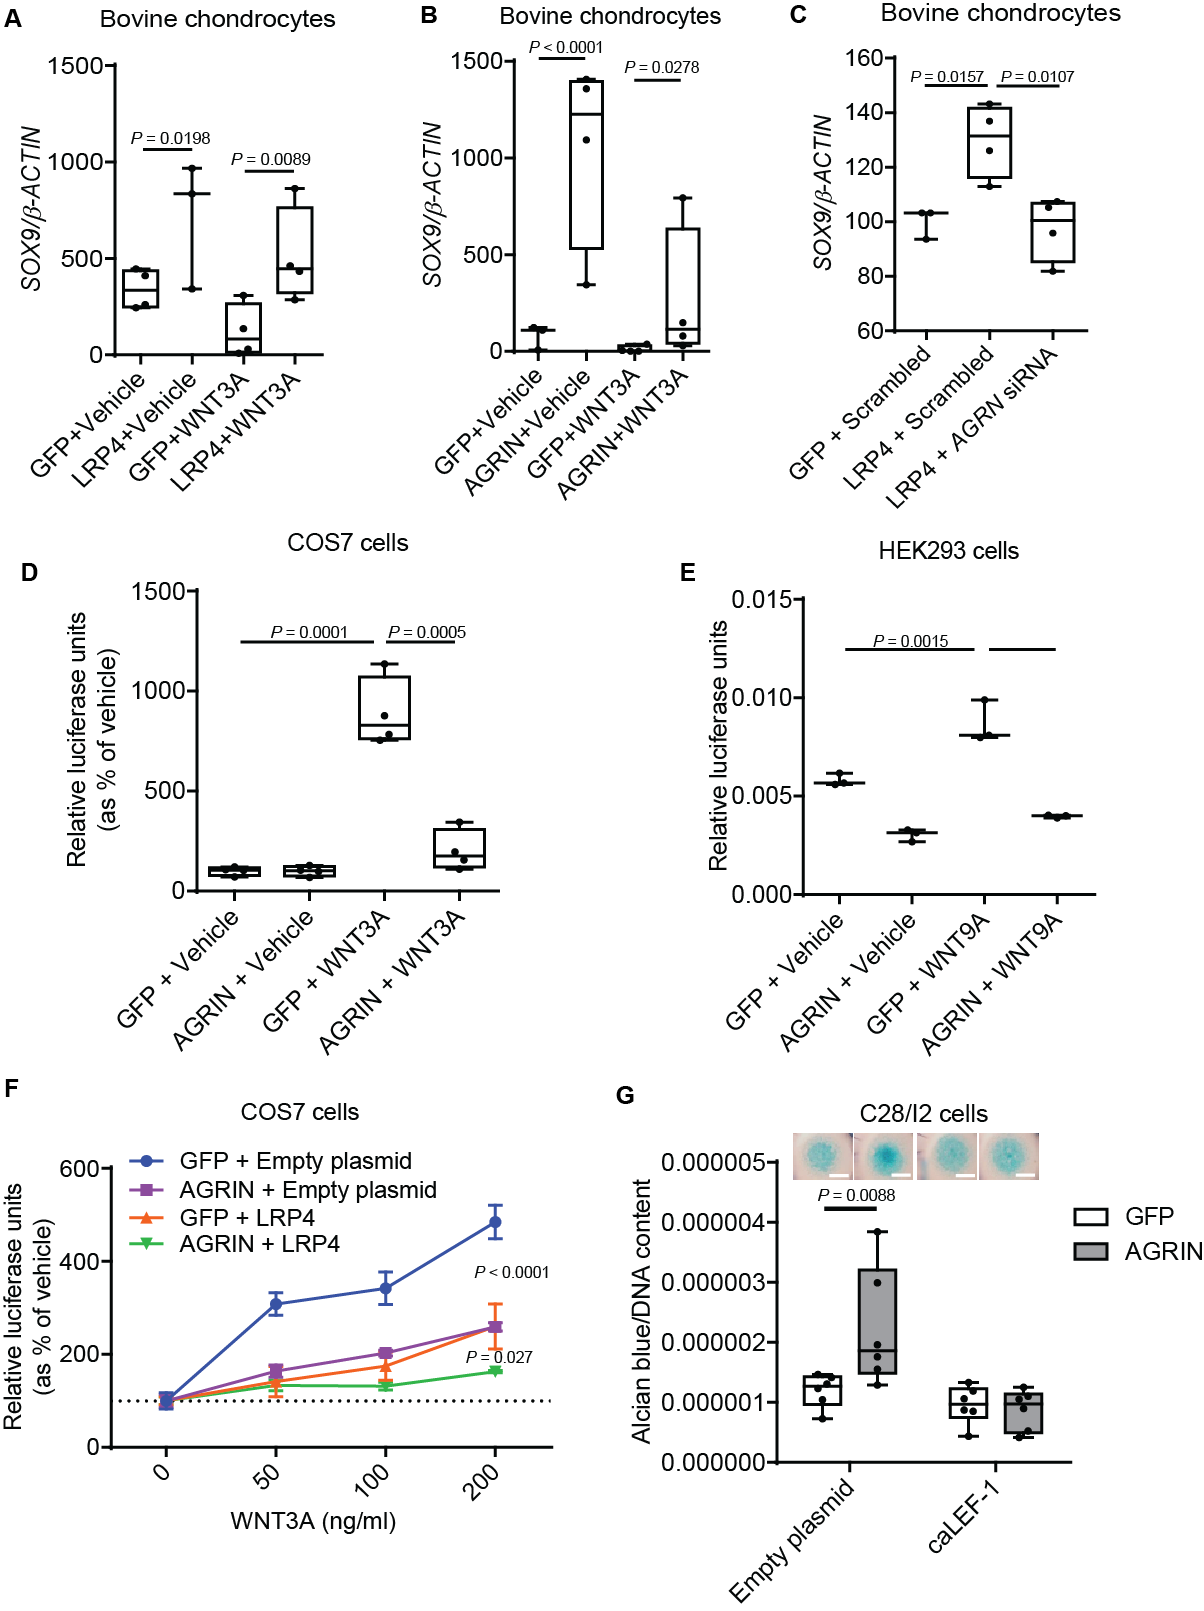 A
Bovine chondrocytes
SOX9/β-ACTIN
1500
1000
500
0
P = 0.0198
P = 0.0089
GFP+Vehicle
LRP4+Vehicle
GFP+WNT3A
LRP4+WNT3A
B
Bovine chondrocytes
SOX9/β-ACTIN
1500
1000
500
0
P < 0.0001
P = 0.0278
GFP+Vehicle
AGRIN+Vehicle
GFP+WNT3A
AGRIN+WNT3A
C
Bovine chondrocytes
SOX9/β-ACTIN
160
140
120
100
80
60
P = 0.0157
P = 0.0107
GFP + Scrambled
LRP4 + Scrambled
LRP4 + AGRN siRNA
D
COS7 cells
Relative luciferase units
(as % of vehicle)
1500
1000
500
0
P = 0.0001
P = 0.0005
GFP + Vehicle
AGRIN + Vehicle
GFP + WNT3A
AGRIN + WNT3A
E
HEK293 cells
Relative luciferase units
0.015
0.010
0.005
0.000
P = 0.0015
GFP + Vehicle
AGRIN + Vehicle
GFP + WNT9A
AGRIN + WNT9A
F
COS7 cells
Relative luciferase units
(as % of vehicle)
600
400
200
0
GFP + Empty plasmid
AGRIN + Empty plasmid
GFP + LRP4
AGRIN + LRP4
P < 0.0001
P = 0.027
0
50
100
200
WNT3A (ng/ml)
G
C28/I2 cells
Alcian blue/DNA content
0.000005
0.000004
0.000003
0.000002
0.000001
0.000000
P = 0.0088
GFP
AGRIN
Empty plasmid
caLEF-1